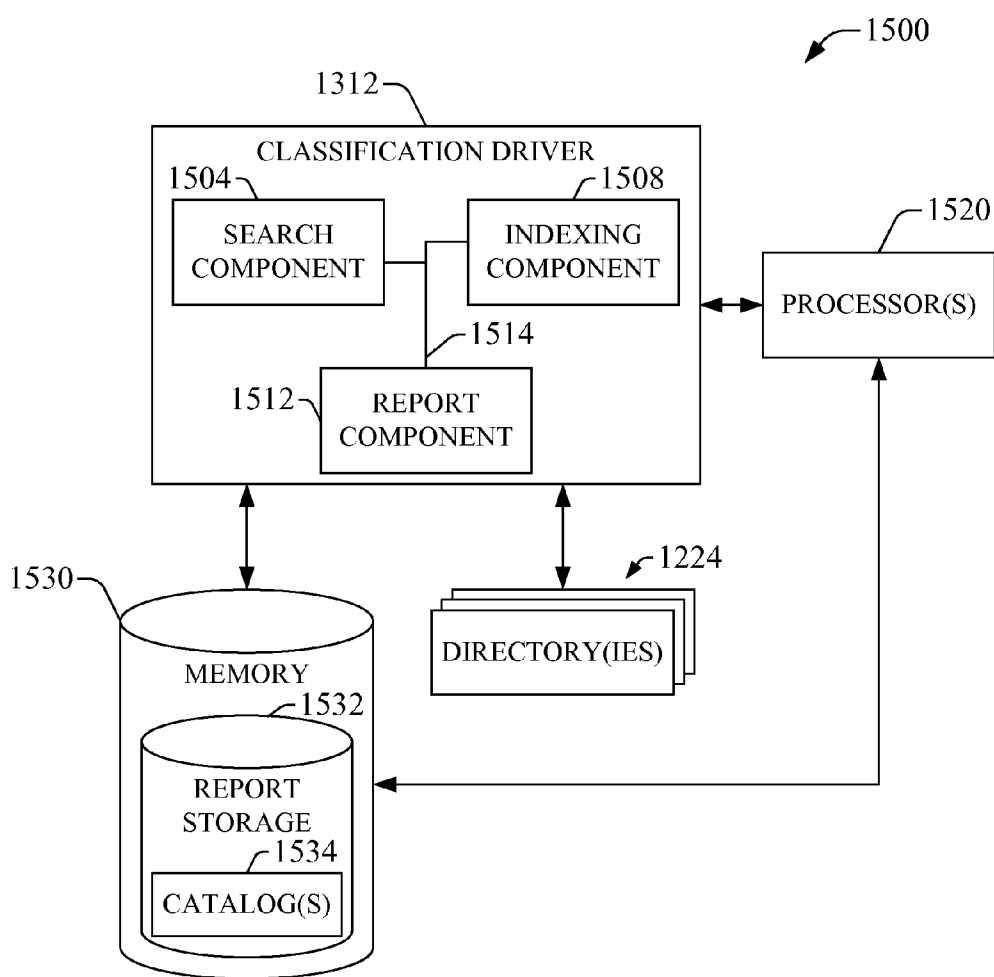 1500
1312
CLASSIFICATION DRIVER
1504
1508
SEARCH
COMPONENT
INDEXING
COMPONENT
1520
PROCESSOR(S)
1514
1512
REPORT
COMPONENT
1224
DIRECTORY(IES)
1530
MEMORY
1532
REPORT
STORAGE
1534
CATALOG(S)